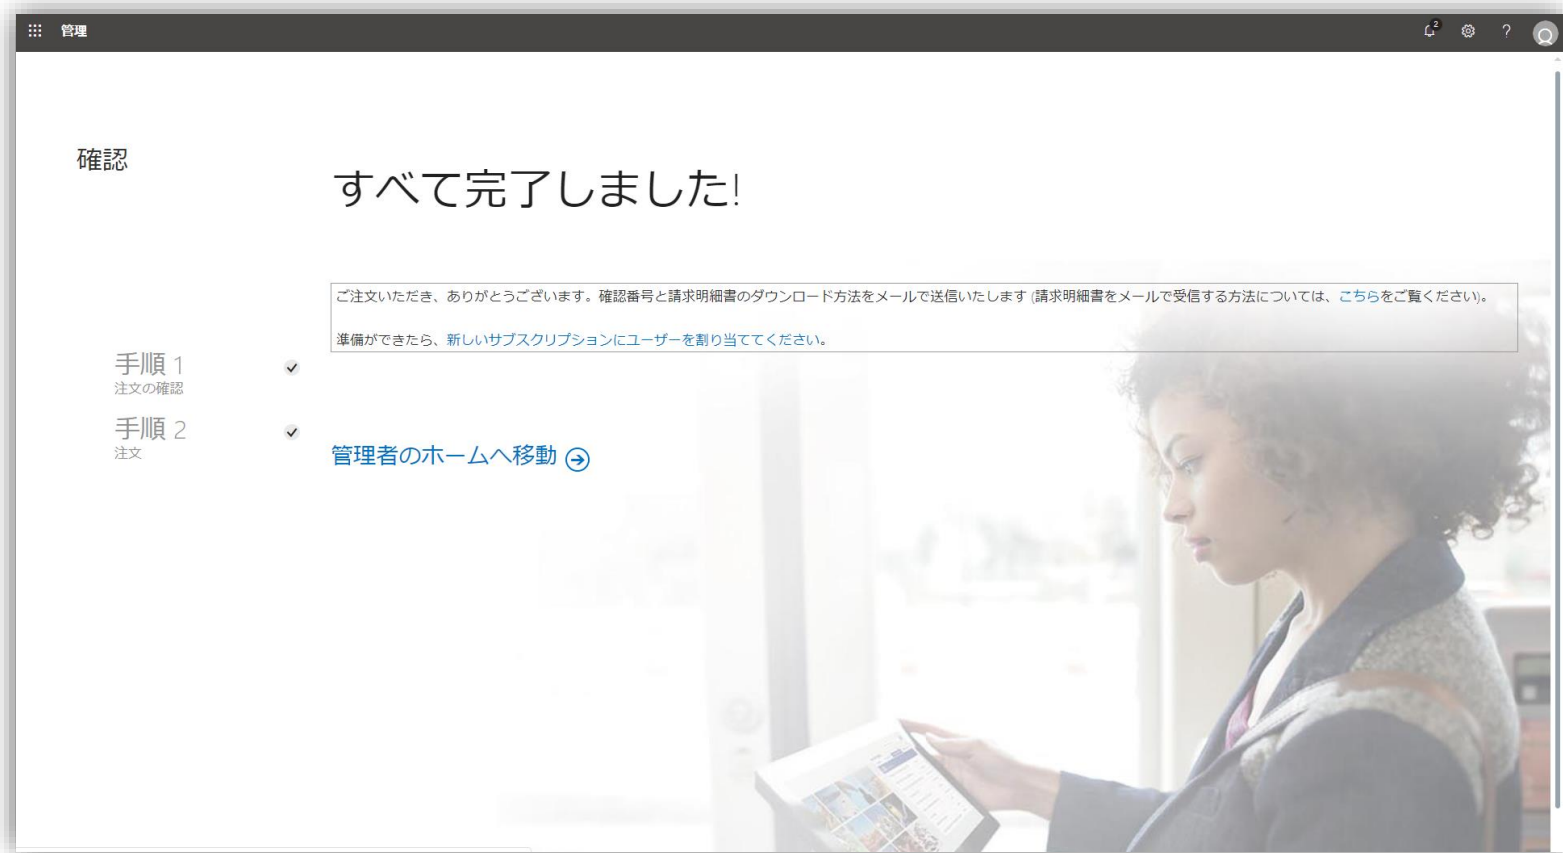 管理
2
?
確認
すべて完了しました!
ご注文いただき、ありがとうございます。確認番号と請求明細書のダウンロード方法をメールで送信いたします (請求明細書をメールで受信する方法については、こちらをご覧ください)。
準備ができたら、新しいサブスクリプションにユーザーを割り当ててください。
手順 1
注文の確認
手順 2
注文
管理者のホームへ移動